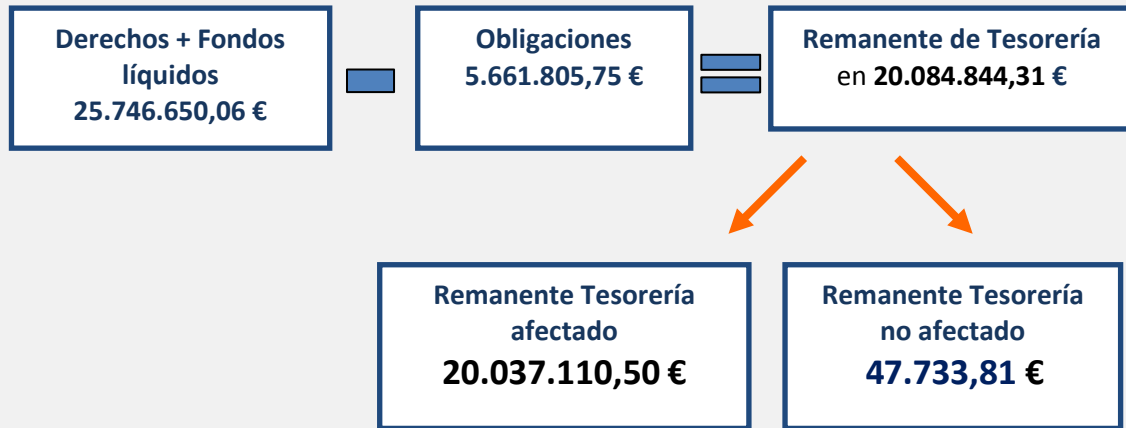 Derechos + Fondos
líquidos
25.746.650,06 €
Obligaciones
5.661.805,75 €
Remanente de Tesorería
en 20.084.844,31 €
Remanente Tesorería
afectado
20.037.110,50 €
Remanente Tesorería
no afectado
47.733,81 €